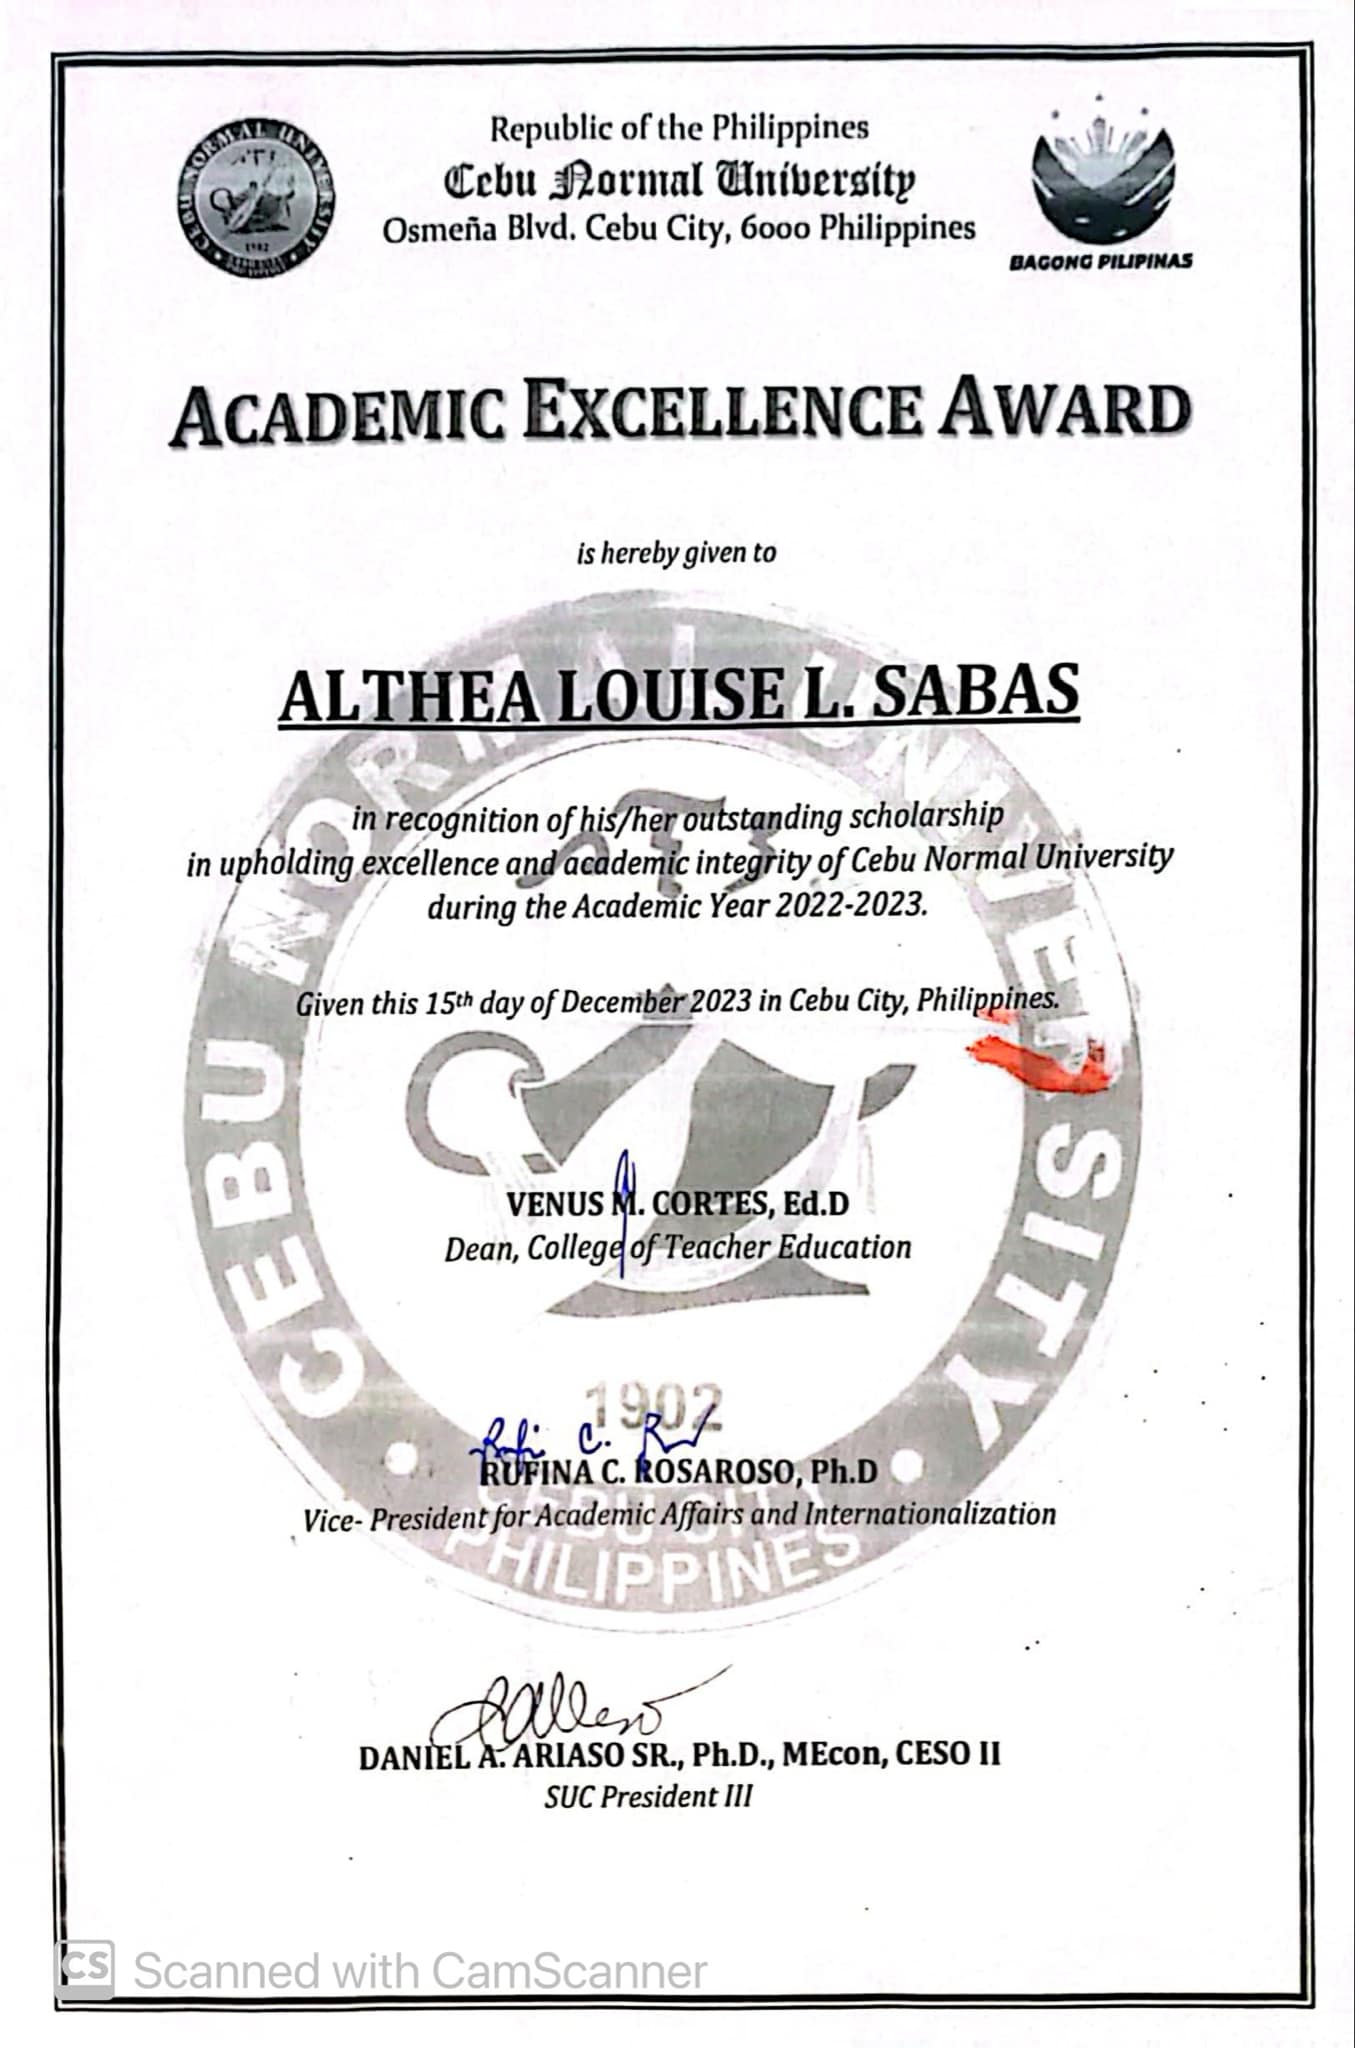 Republic of the Philippines
Cebu Normal University
Osmeña Blvd. Cebu City, 6000 Philippines
CEBU NORMAL UNIVERSITY
1902
BAGONG PILIPINAS
ACADEMIC EXCELLENCE AWARD
is hereby given to
ALTHEA LOUISE L. SABAS
in recognition of his/her outstanding scholarship
in upholding excellence and academic integrity of Cebu Normal University
during the Academic Year 2022-2023.
Given this 15th day of December 2023 in Cebu City, Philippines.
VENUS M. CORTES, Ed.D
Dean, College of Teacher Education
RUFINA C. ROSAROSO, Ph.D
Vice- President for Academic Affairs and Internationalization
DANIEL A. ARIASO SR., Ph.D., MEcon, CESO II
SUC President III
CEBU NORMAL UNIVERSITY
1902
CEBU CITY
PHILIPPINES
CS Scanned with CamScanner